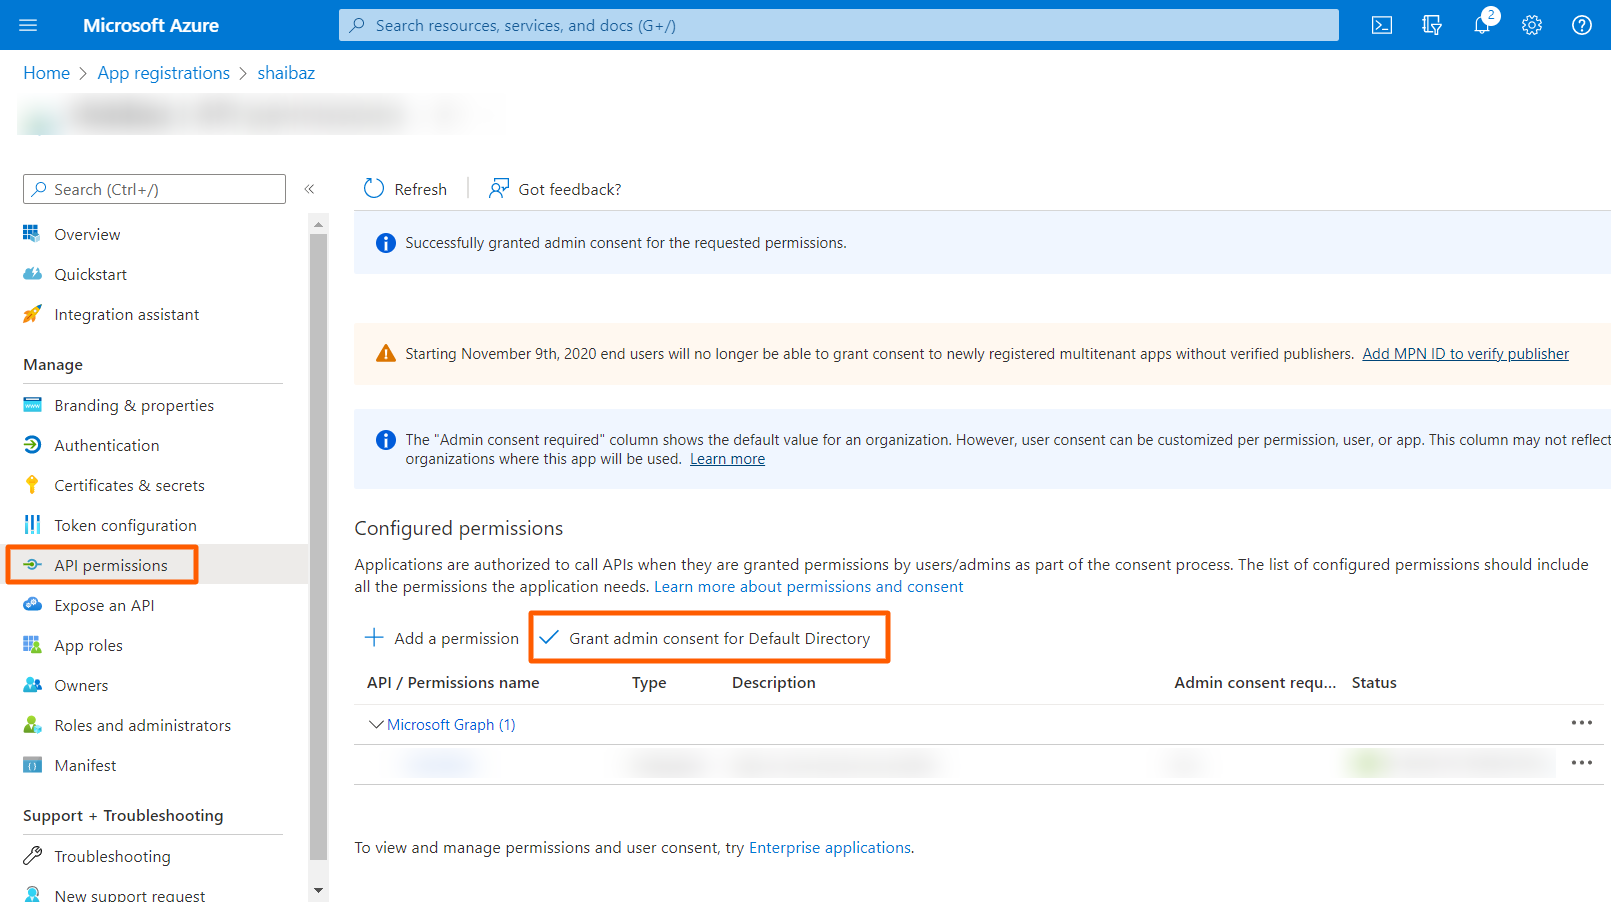 Microsoft Azure
Search resources, services, and docs (G+/)
2
Home > App registrations > shaibaz
Search (Ctrl+/)
«
Refresh
Got feedback?
Overview
Quickstart
Integration assistant
Manage
Branding & properties
Authentication
Certificates & secrets
Token configuration
API permissions
Expose an API
App roles
Owners
Roles and administrators
Manifest
Support + Troubleshooting
Troubleshooting
New support request
Successfully granted admin consent for the requested permissions.
Starting November 9th, 2020 end users will no longer be able to grant consent to newly registered multitenant apps without verified publishers. Add MPN ID to verify publisher
The "Admin consent required" column shows the default value for an organization. However, user consent can be customized per permission, user, or app. This column may not reflect
organizations where this app will be used. Learn more
Configured permissions
Applications are authorized to call APIs when they are granted permissions by users/admins as part of the consent process. The list of configured permissions should include
all the permissions the application needs. Learn more about permissions and consent
Add a permission
Grant admin consent for Default Directory
API / Permissions name Type Description Admin consent requ... Status
Microsoft Graph (1)
To view and manage permissions and user consent, try Enterprise applications.